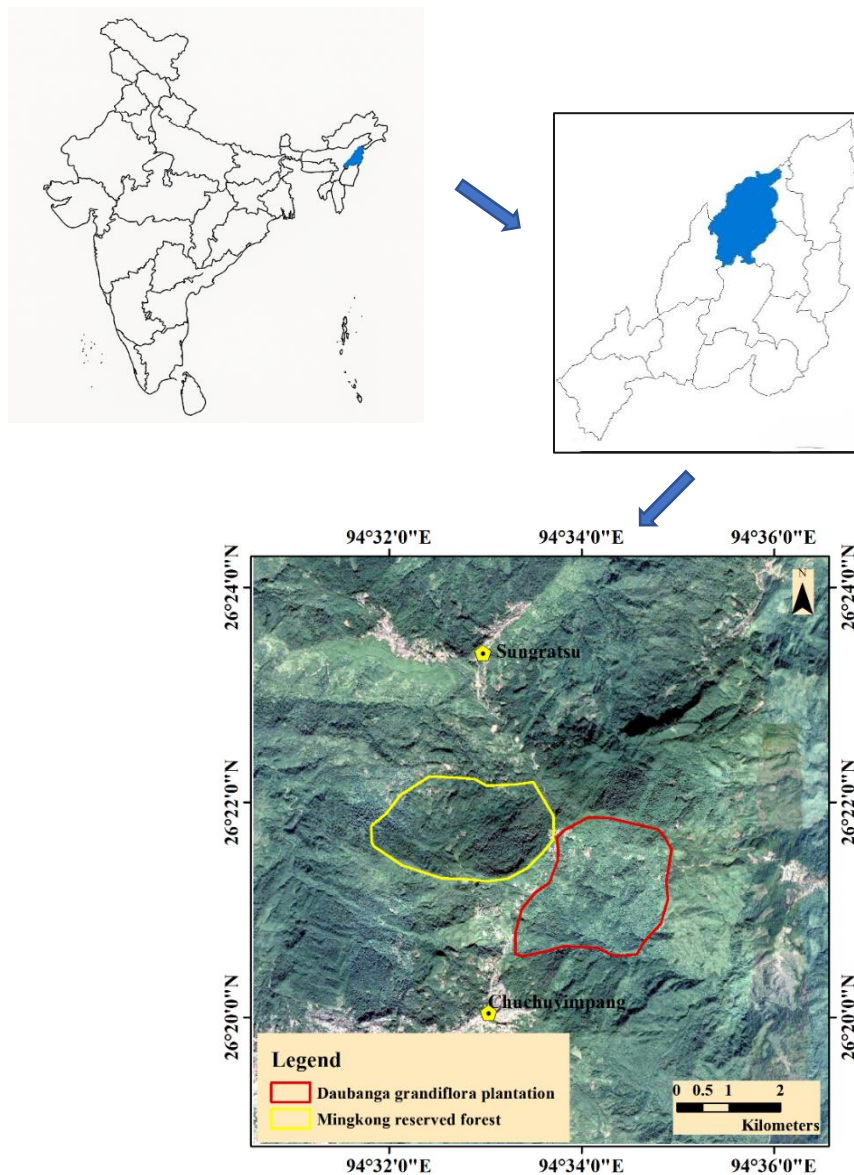 94°32'0"E 94°34'0"E 94°36'0"E
26°24'0"N 26°24'0"N
N
Sungratsu
26°22'0"N 26°22'0"N
Chuchuyimpang
26°20'0"N 26°20'0"N
Legend
Daubanga grandiflora plantation
Mingkong reserved forest
0 0.5 1 2
Kilometers
94°32'0"E 94°34'0"E 94°36'0"E